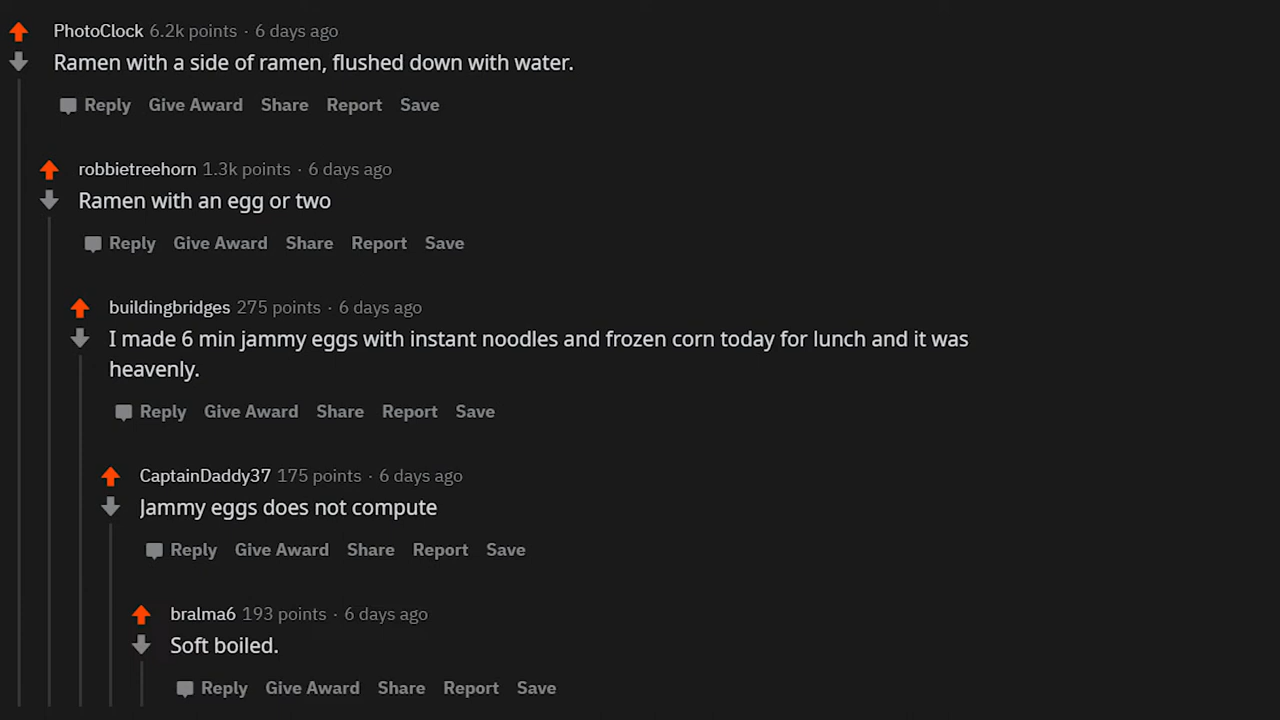 PhotoClock 6.2k points · 6 days ago
Ramen with a side of ramen, flushed down with water.
Reply Give Award Share Report Save
robbietreehorn 1.3k points · 6 days ago
Ramen with an egg or two
Reply Give Award Share Report Save
buildingbridges 275 points · 6 days ago
I made 6 min jammy eggs with instant noodles and frozen corn today for lunch and it was
heavenly.
Reply Give Award Share Report Save
CaptainDaddy37 175 points · 6 days ago
Jammy eggs does not compute
Reply Give Award Share Report Save
bralma6 193 points · 6 days ago
Soft boiled.
Reply Give Award Share Report Save